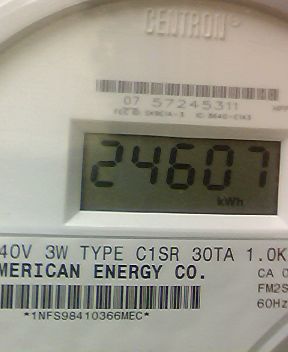 CENTRON
07 57245311
24607
kWh
40V 3W TYPE C1SR 30TA 1.0K
MERICAN ENERGY CO.
CA 0
FM2S
60Hz
*1NFS98410366MEC*